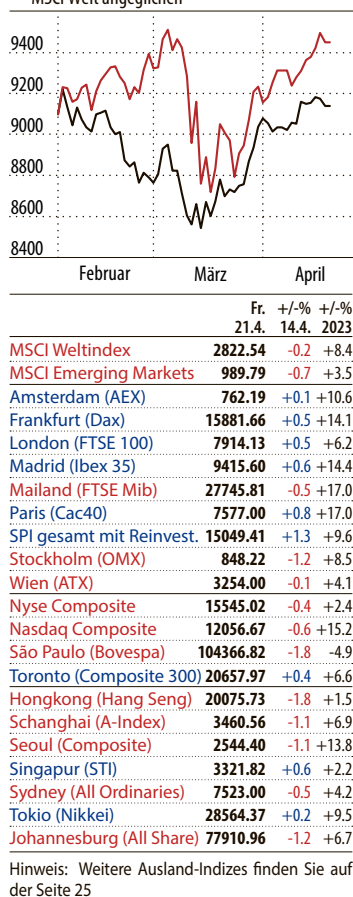 MSCI Welt angeglichen
9400
9200
9000
8800
8600
8400
Februar März April
Fr. +/-% +/-%
21.4. 14.4. 2023
MSCI Weltindex 2822.54 -0.2 +8.4
MSCI Emerging Markets 989.79 -0.7 +3.5
Amsterdam (AEX) 762.19 +0.1 +10.6
Frankfurt (Dax) 15881.66 +0.5 +14.1
London (FTSE 100) 7914.13 +0.5 +6.2
Madrid (Ibex 35) 9415.60 +0.6 +14.4
Mailand (FTSE Mib) 27745.81 -0.5 +17.0
Paris (Cac40) 7577.00 +0.8 +17.0
SPI gesamt mit Reinvest. 15049.41 +1.3 +9.6
Stockholm (OMX) 848.22 -1.2 +8.5
Wien (ATX) 3254.00 -0.1 +4.1
Nyse Composite 15545.02 -0.4 +2.4
Nasdaq Composite 12056.67 -0.6 +15.2
São Paulo (Bovespa) 104366.82 -1.8 -4.9
Toronto (Composite 300) 20657.97 +0.4 +6.6
Hongkong (Hang Seng) 20075.73 -1.8 +1.5
Schanghai (A-Index) 3460.56 -1.1 +6.9
Seoul (Composite) 2544.40 -1.1 +13.8
Singapur (STI) 3321.82 +0.6 +2.2
Sydney (All Ordinaries) 7523.00 -0.5 +4.2
Tokio (Nikkei) 28564.37 +0.2 +9.5
Johannesburg (All Share) 77910.96 -1.2 +6.7
Hinweis: Weitere Ausland-Indizes finden Sie auf
der Seite 25